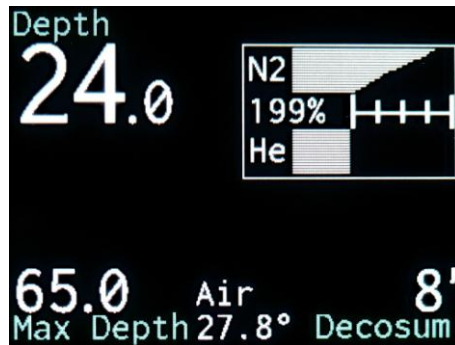 Depth
24.0
N2
199%
He
65.0 Air 8'
Max Depth 27.8° Decosum